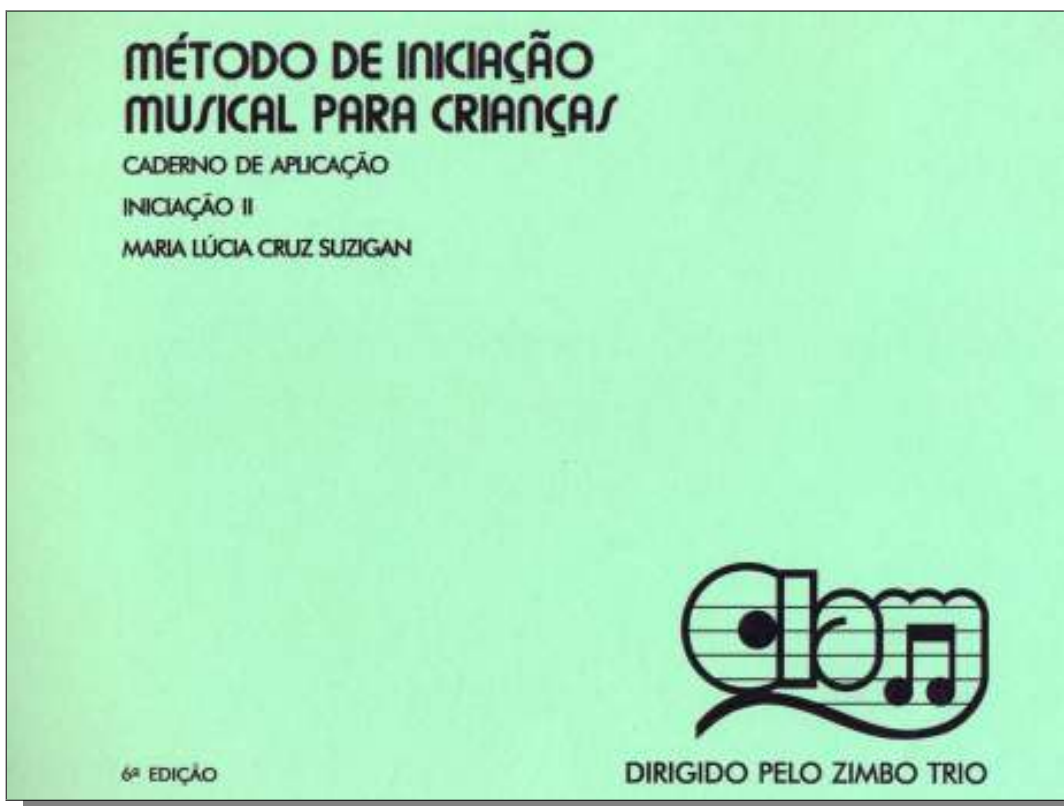 MÉTODO DE INICIAÇÃO
MUSICAL PARA CRIANÇAS
CADERNO DE APLICAÇÃO
INICIAÇÃO II
MARIA LÚCIA CRUZ SUZIGAN
Clam
6ª EDIÇÃO
DIRIGIDO PELO ZIMBO TRIO